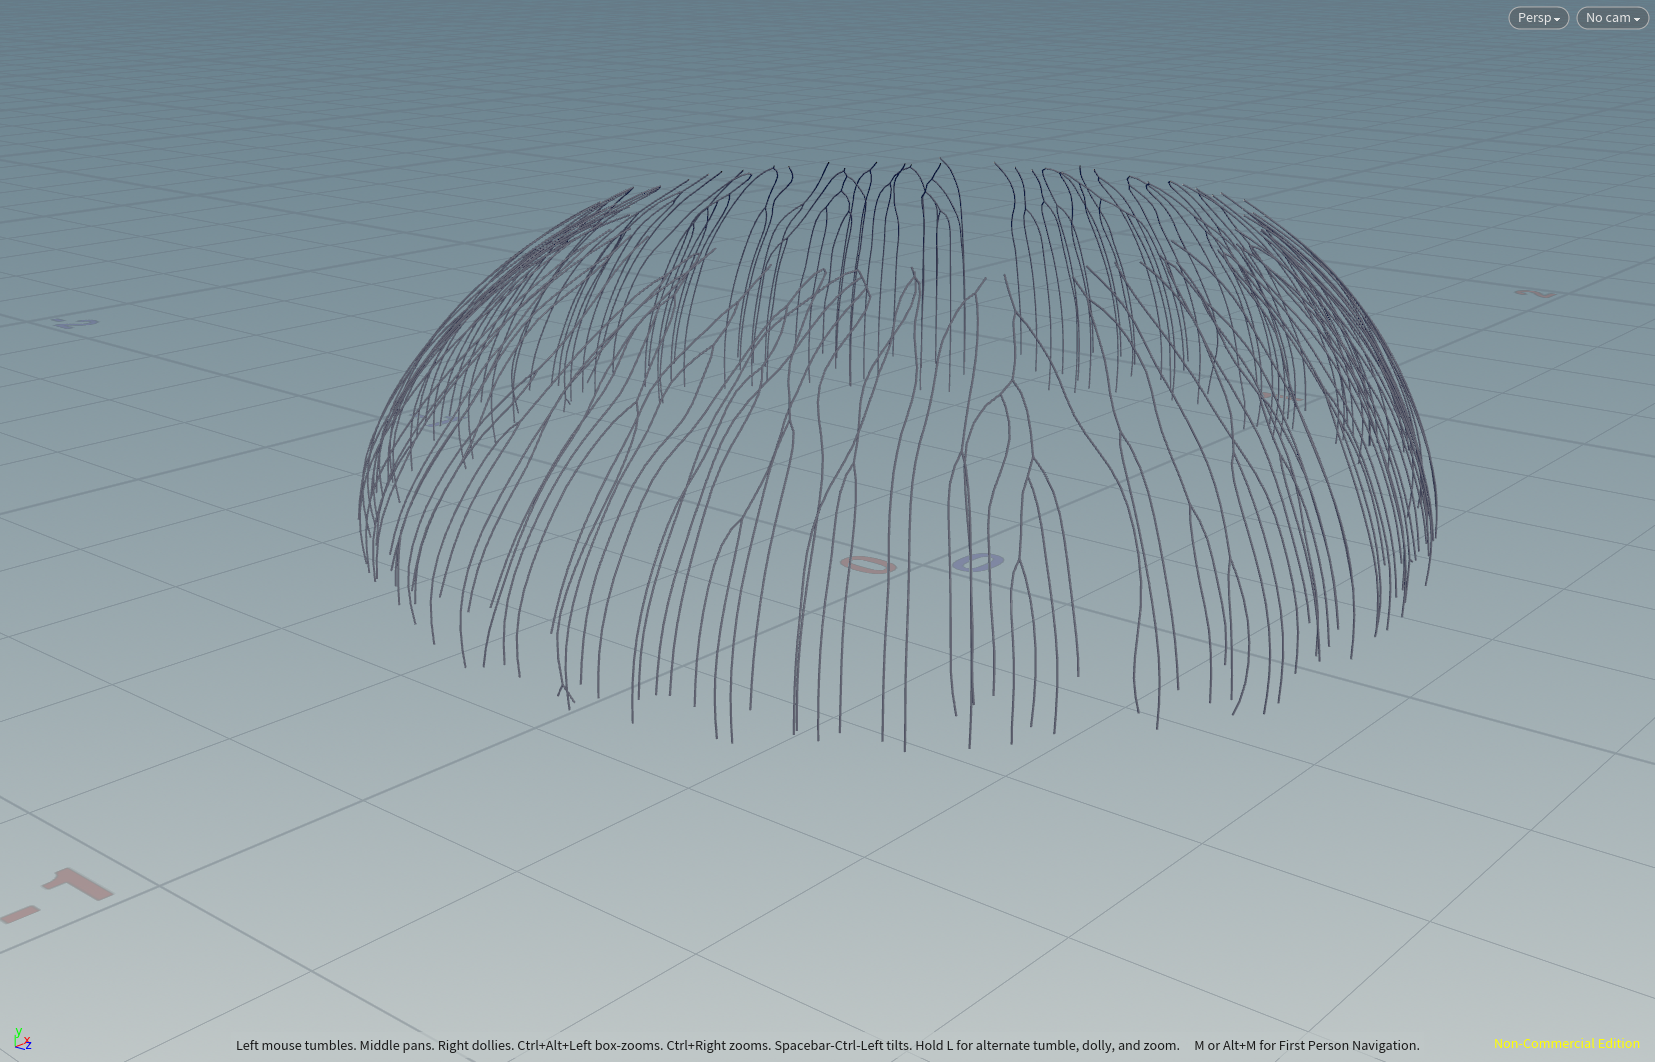 Persp
No cam
0
0
-1
Left mouse tumbles. Middle pans. Right dollies. Ctrl+Alt+Left box-zooms. Ctrl+Right zooms. Spacebar-Ctrl-Left tilts. Hold L for alternate tumble, dolly, and zoom. M or Alt+M for First Person Navigation.
Non-Commercial Edition
y
x
z